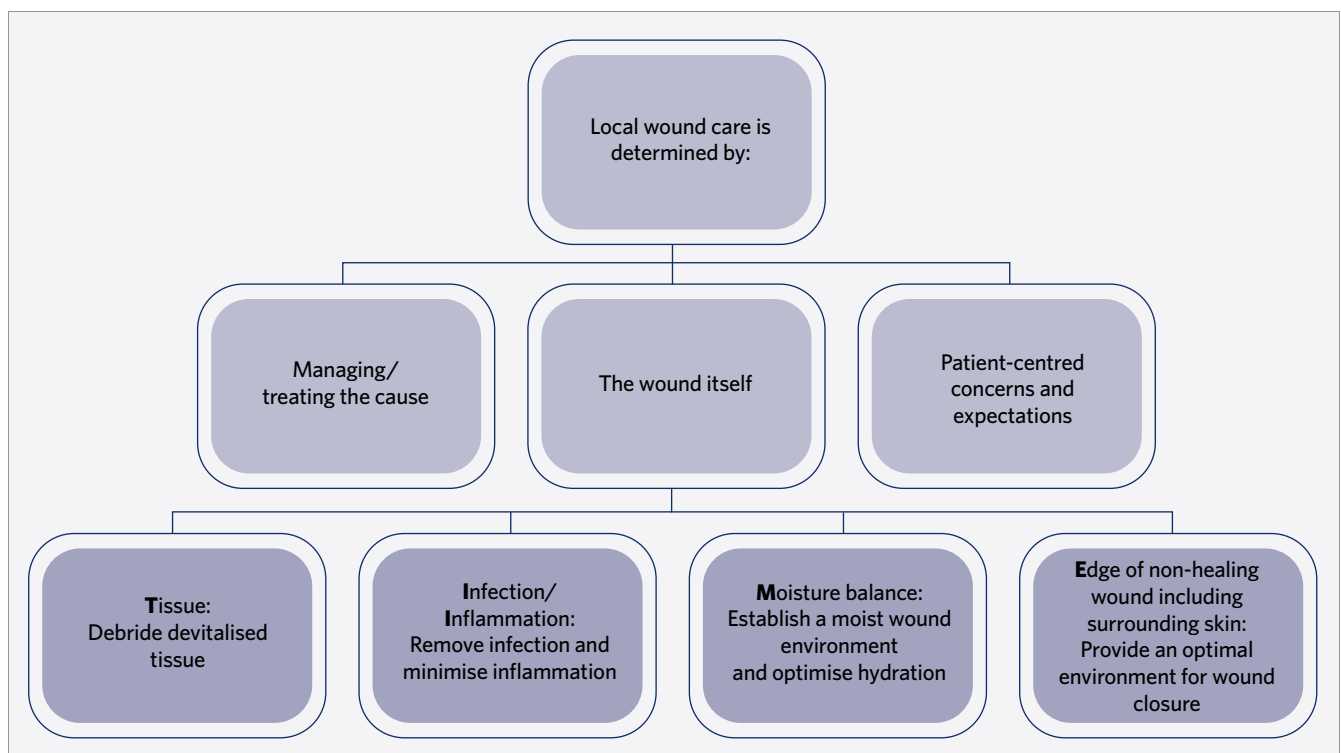 Local wound care is
determined by:
Managing/
treating the cause
The wound itself
Patient-centred
concerns and
expectations
Tissue:
Debride devitalised
tissue
Infection/
Inflammation:
Remove infection and
minimise inflammation
Moisture balance:
Establish a moist wound
environment
and optimise hydration
Edge of non-healing
wound including
surrounding skin:
Provide an optimal
environment for wound
closure